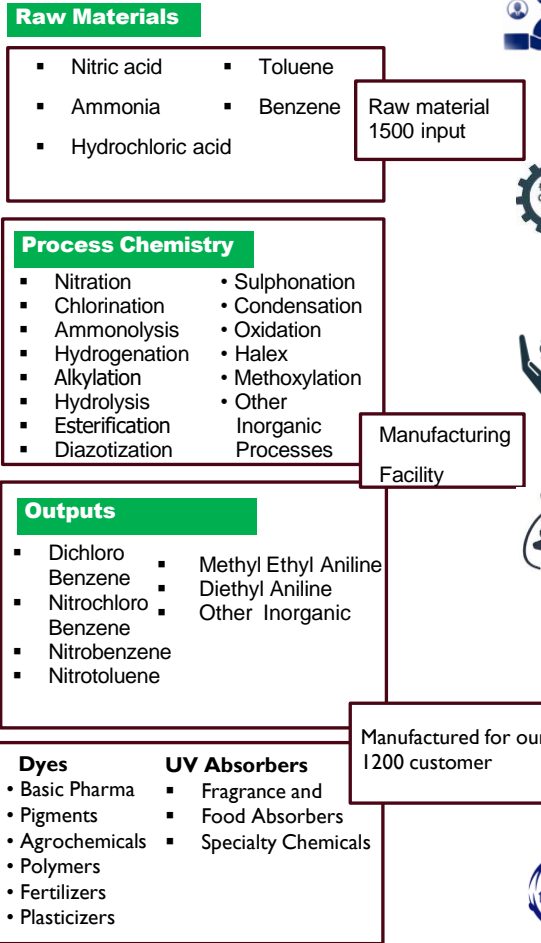 Raw Materials
▪ Nitric acid
▪ Ammonia
▪ Hydrochloric acid
▪ Toluene
▪ Benzene
Raw material
1500 input
Process Chemistry
▪ Nitration
▪ Chlorination
▪ Ammonolysis
▪ Hydrogenation
▪ Alkylation
▪ Hydrolysis
▪ Esterification
▪ Diazotization
• Sulphonation
• Condensation
• Oxidation
• Halex
• Methoxylation
• Other
Inorganic
Processes
Manufacturing
Facility
Outputs
▪ Dichloro
Benzene
▪ Nitrochloro
Benzene
▪ Nitrobenzene
▪ Nitrotoluene
▪ Methyl Ethyl Aniline
▪ Diethyl Aniline
▪ Other Inorganic
Manufactured for our
1200 customer
Dyes
• Basic Pharma
• Pigments
• Agrochemicals
• Polymers
• Fertilizers
• Plasticizers
UV Absorbers
▪ Fragrance and
▪ Food Absorbers
▪ Specialty Chemicals